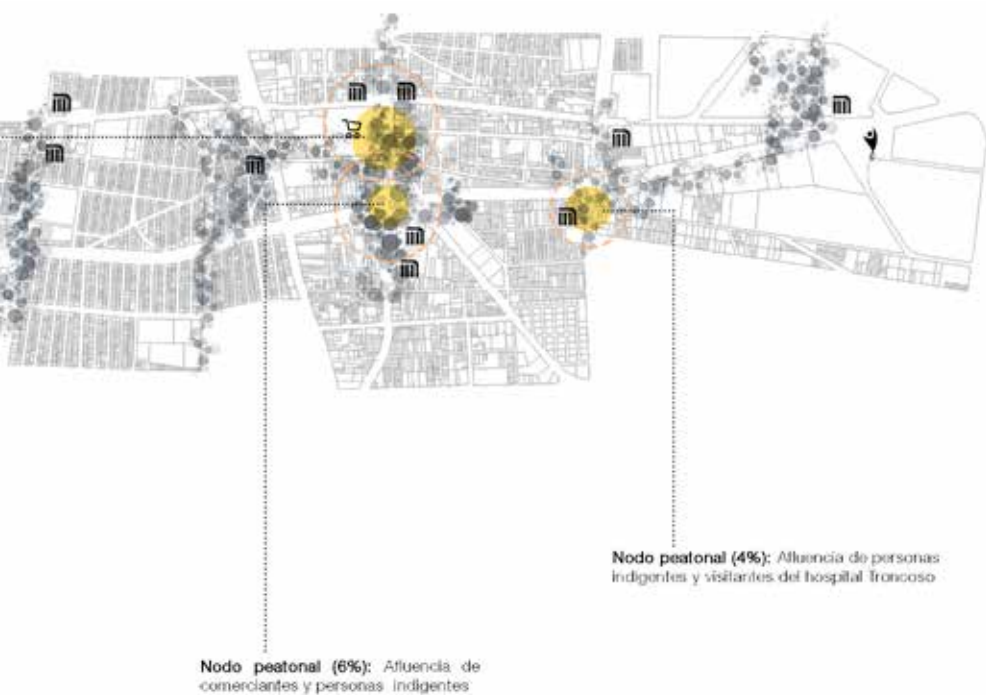 Nodo peatonal (4%): Afluencia de personas
indigentes y visitantes del hospital Troncoso
Nodo peatonal (6%): Afluencia de
comerciantes y personas indigentes